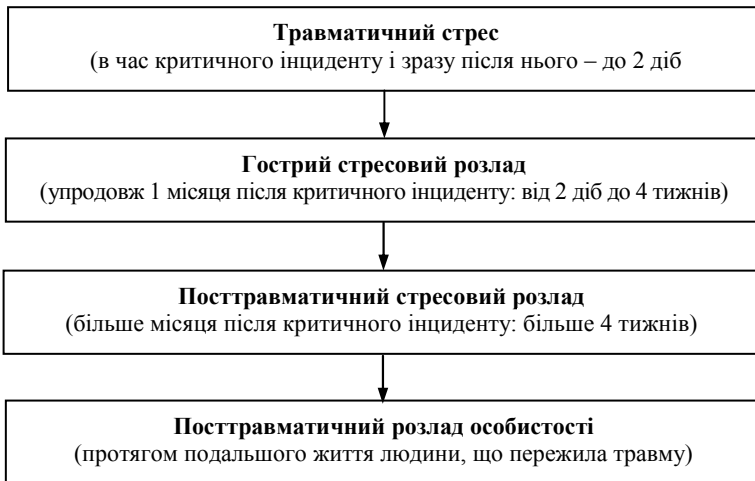 Травматичний стрес
(в час критичного інциденту і зразу після нього – до 2 діб
Гострий стресовий розлад
(упродовж 1 місяця після критичного інциденту: від 2 діб до 4 тижнів)
Посттравматичний стресовий розлад
(більше місяця після критичного інциденту: більше 4 тижнів)
Посттравматичний розлад особистості
(протягом подальшого життя людини, що пережила травму)